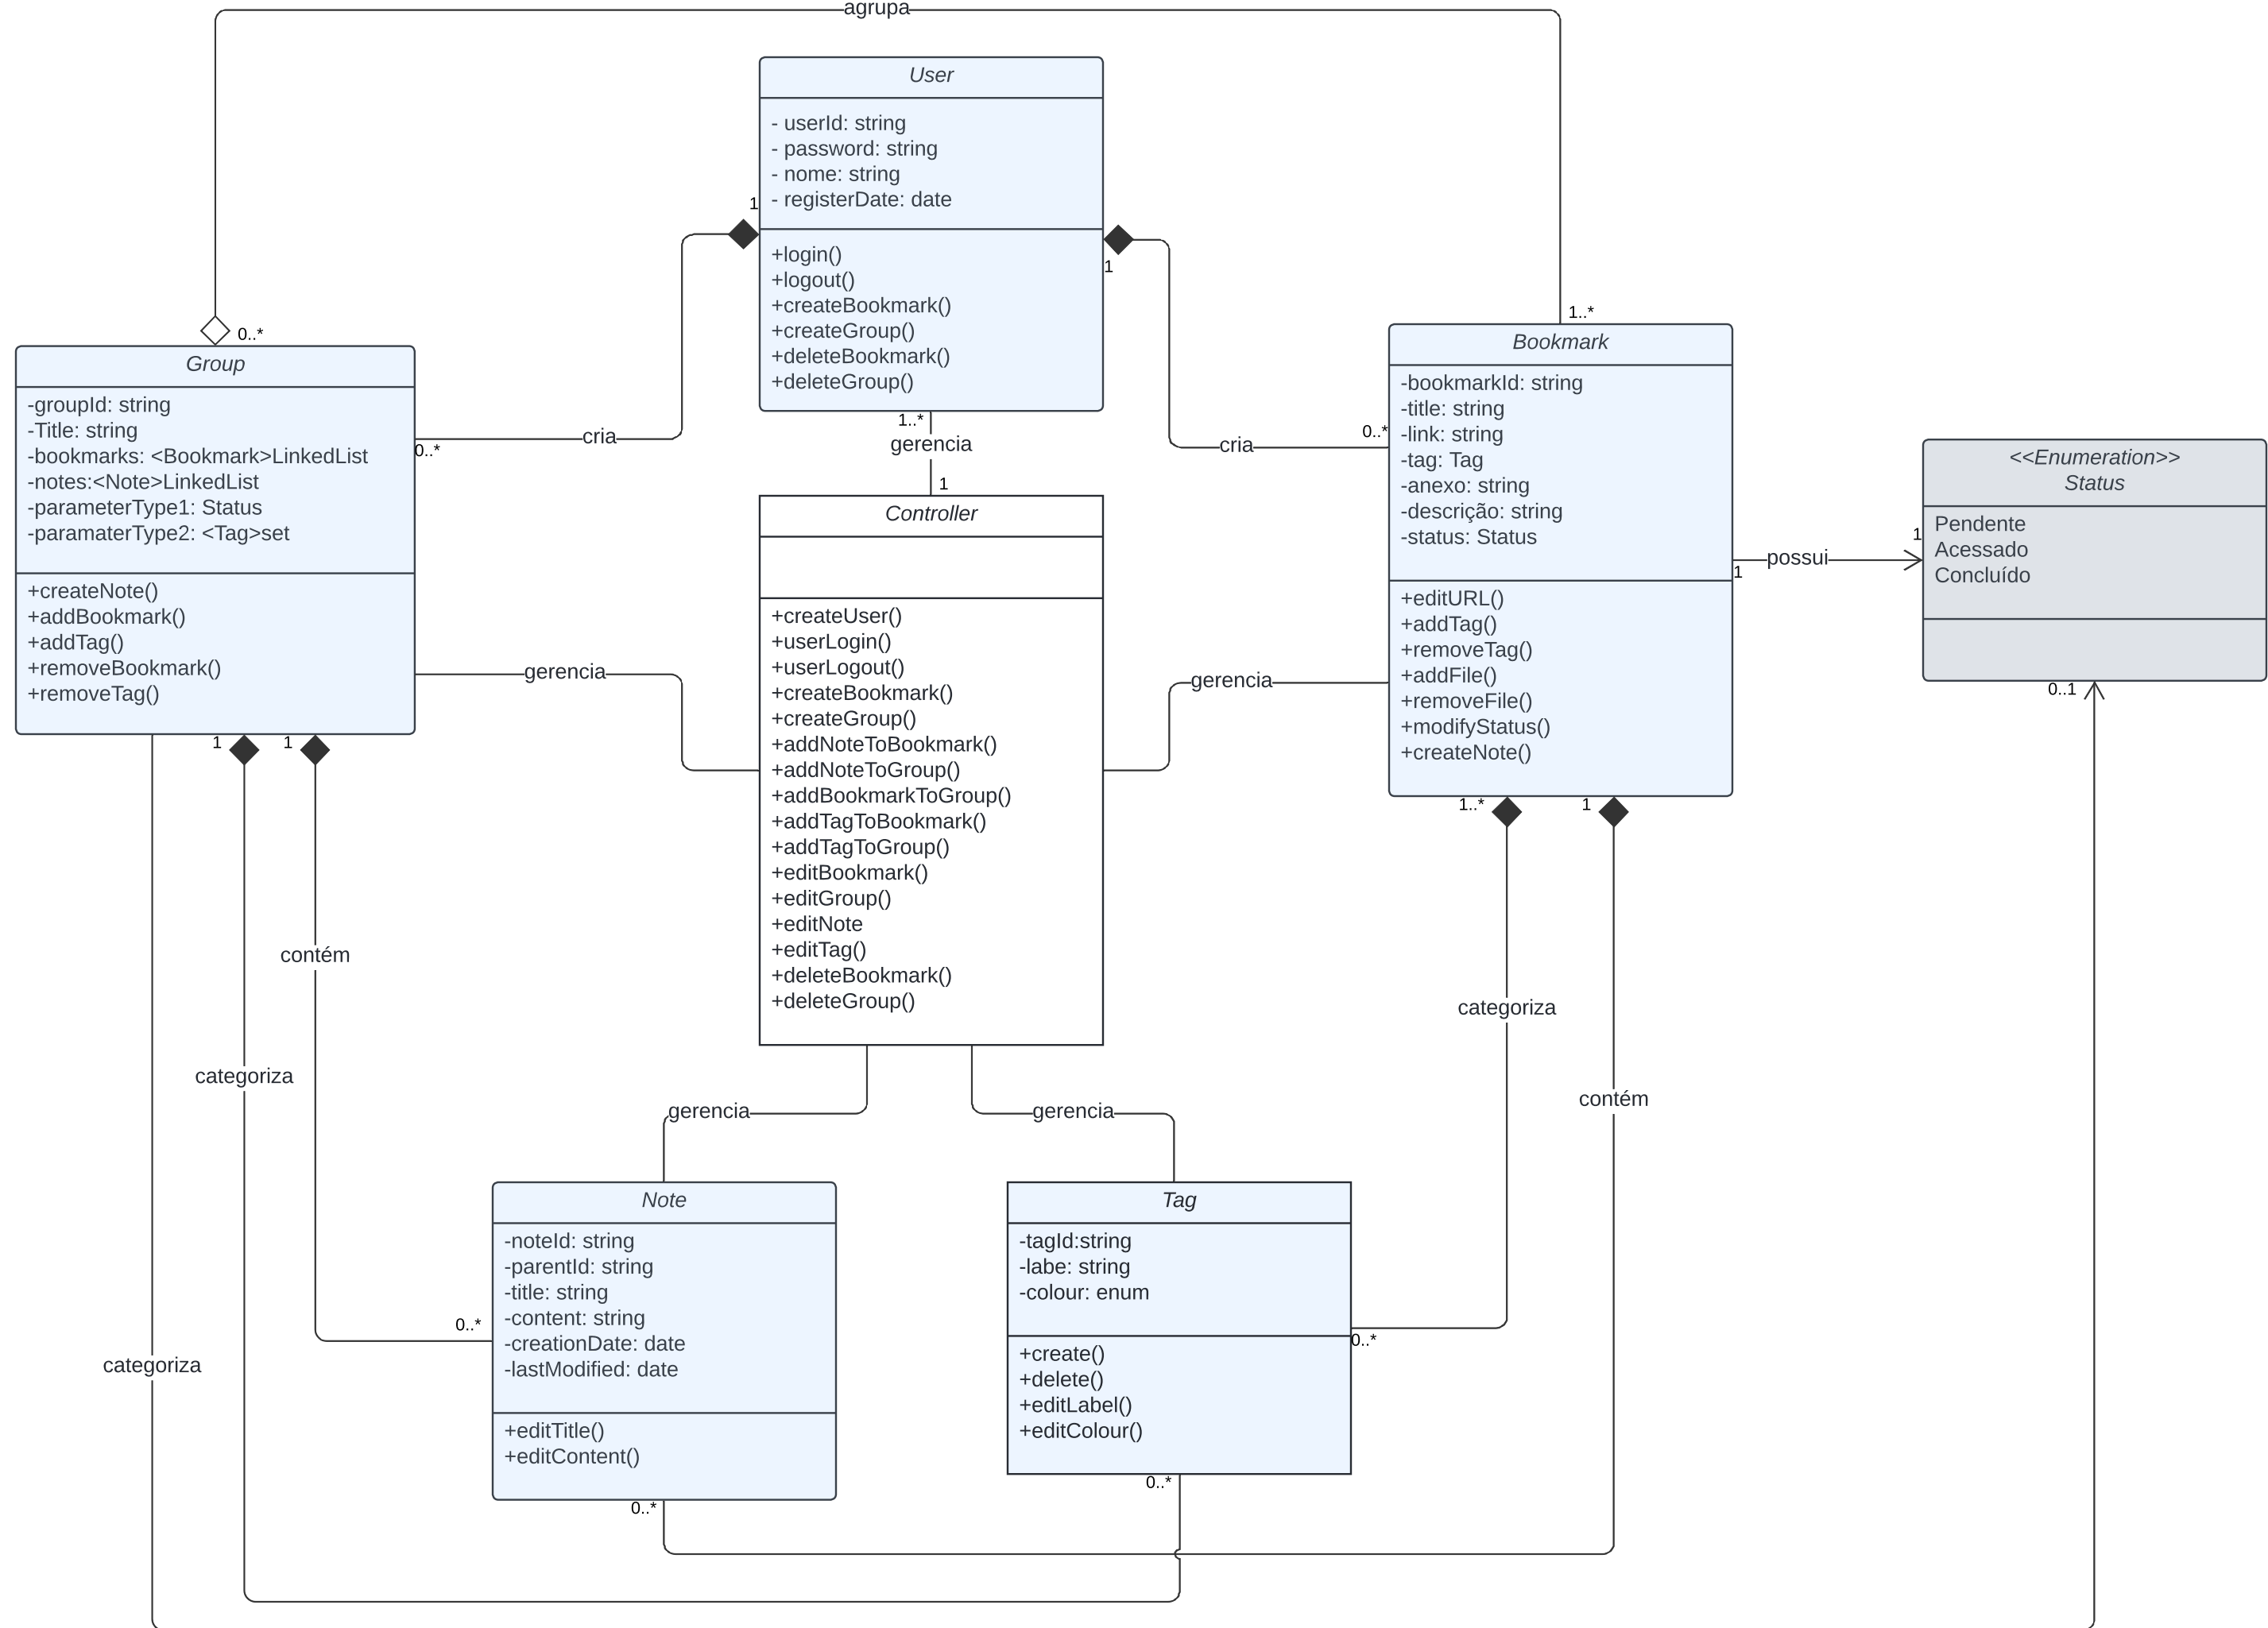 agrupa
User
- userId: string
- password: string
- nome: string
- registerDate: date
+login()
+logout()
+createBookmark()
+createGroup()
+deleteBookmark()
+deleteGroup()
1
1
0..*
1..*
Group
-groupId: string
-Title: string
-bookmarks: <Bookmark>LinkedList
-notes:<Note>LinkedList
-parameterType1: Status
-paramaterType2: <Tag>set
+createNote()
+addBookmark()
+addTag()
+removeBookmark()
+removeTag()
0..*
cria
1..*
gerencia
1
cria
0..*
Bookmark
-bookmarkId: string
-title: string
-link: string
-tag: Tag
-anexo: string
-descrição: string
-status: Status
+editURL()
+addTag()
+removeTag()
+addFile()
+removeFile()
+modifyStatus()
+createNote()
1
possui
1
<<Enumeration>>
Status
Pendente
Acessado
Concluído
0..1
Controller
+createUser()
+userLogin()
+userLogout()
+createBookmark()
+createGroup()
+addNoteToBookmark()
+addNoteToGroup()
+addBookmarkToGroup()
+addTagToBookmark()
+addTagToGroup()
+editBookmark()
+editGroup()
+editNote
+editTag()
+deleteBookmark()
+deleteGroup()
gerencia
gerencia
1
1
1..*
1
contém
categoriza
categoriza
contém
gerencia
gerencia
categoriza
Note
-noteId: string
-parentId: string
-title: string
-content: string
-creationDate: date
-lastModified: date
+editTitle()
+editContent()
0..*
0..*
Tag
-tagId:string
-labe: string
-colour: enum
+create()
+delete()
+editLabel()
+editColour()
0..*
0..*